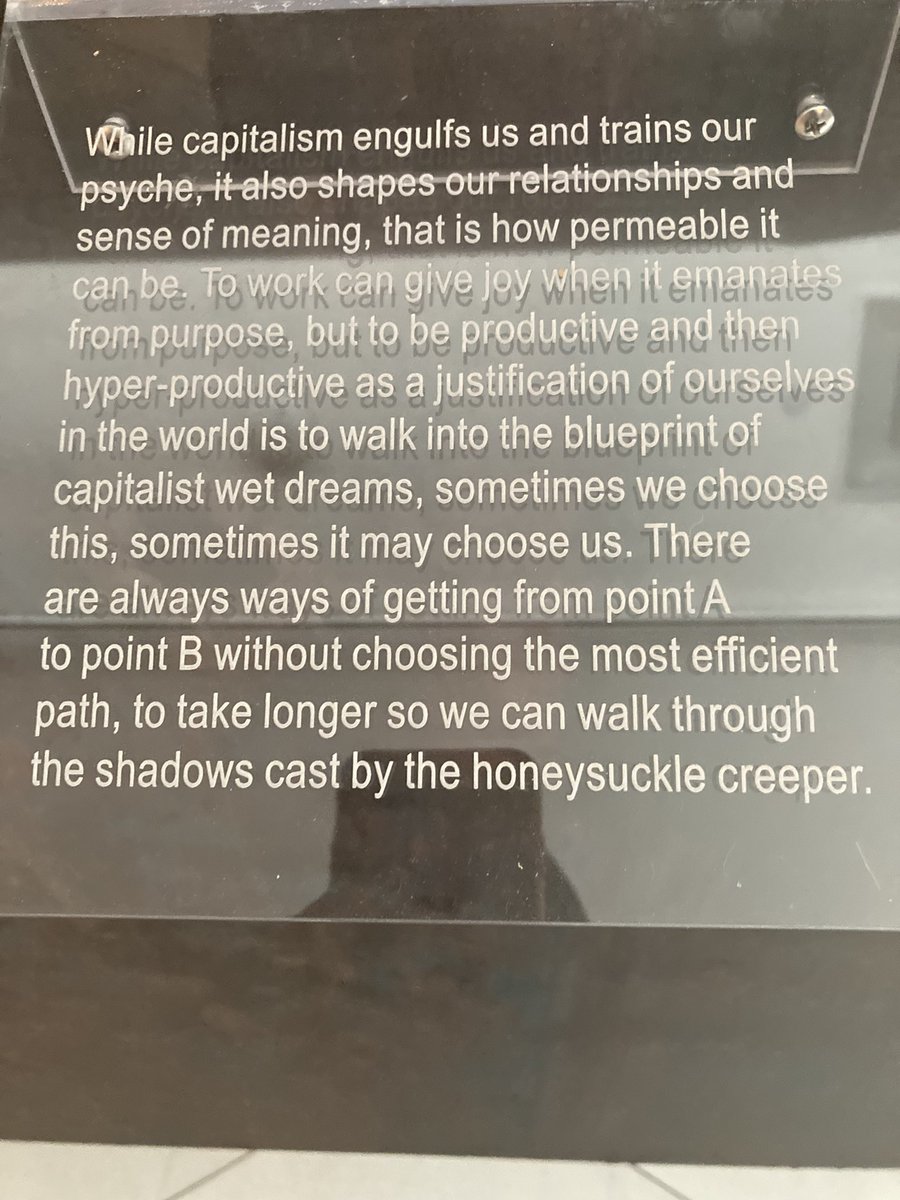 While capitalism engulfs us and trains our
psyche, it also shapes our relationships and
sense of meaning, that is how permeable it
can be. To work can give joy when it emanates
from purpose, but to be productive and then
hyper-productive as a justification of ourselves
in the world is to walk into the blueprint of
capitalist wet dreams, sometimes we choose
this, sometimes it may choose us. There
are always ways of getting from point A
to point B without choosing the most efficient
path, to take longer so we can walk through
the shadows cast by the honeysuckle creeper.